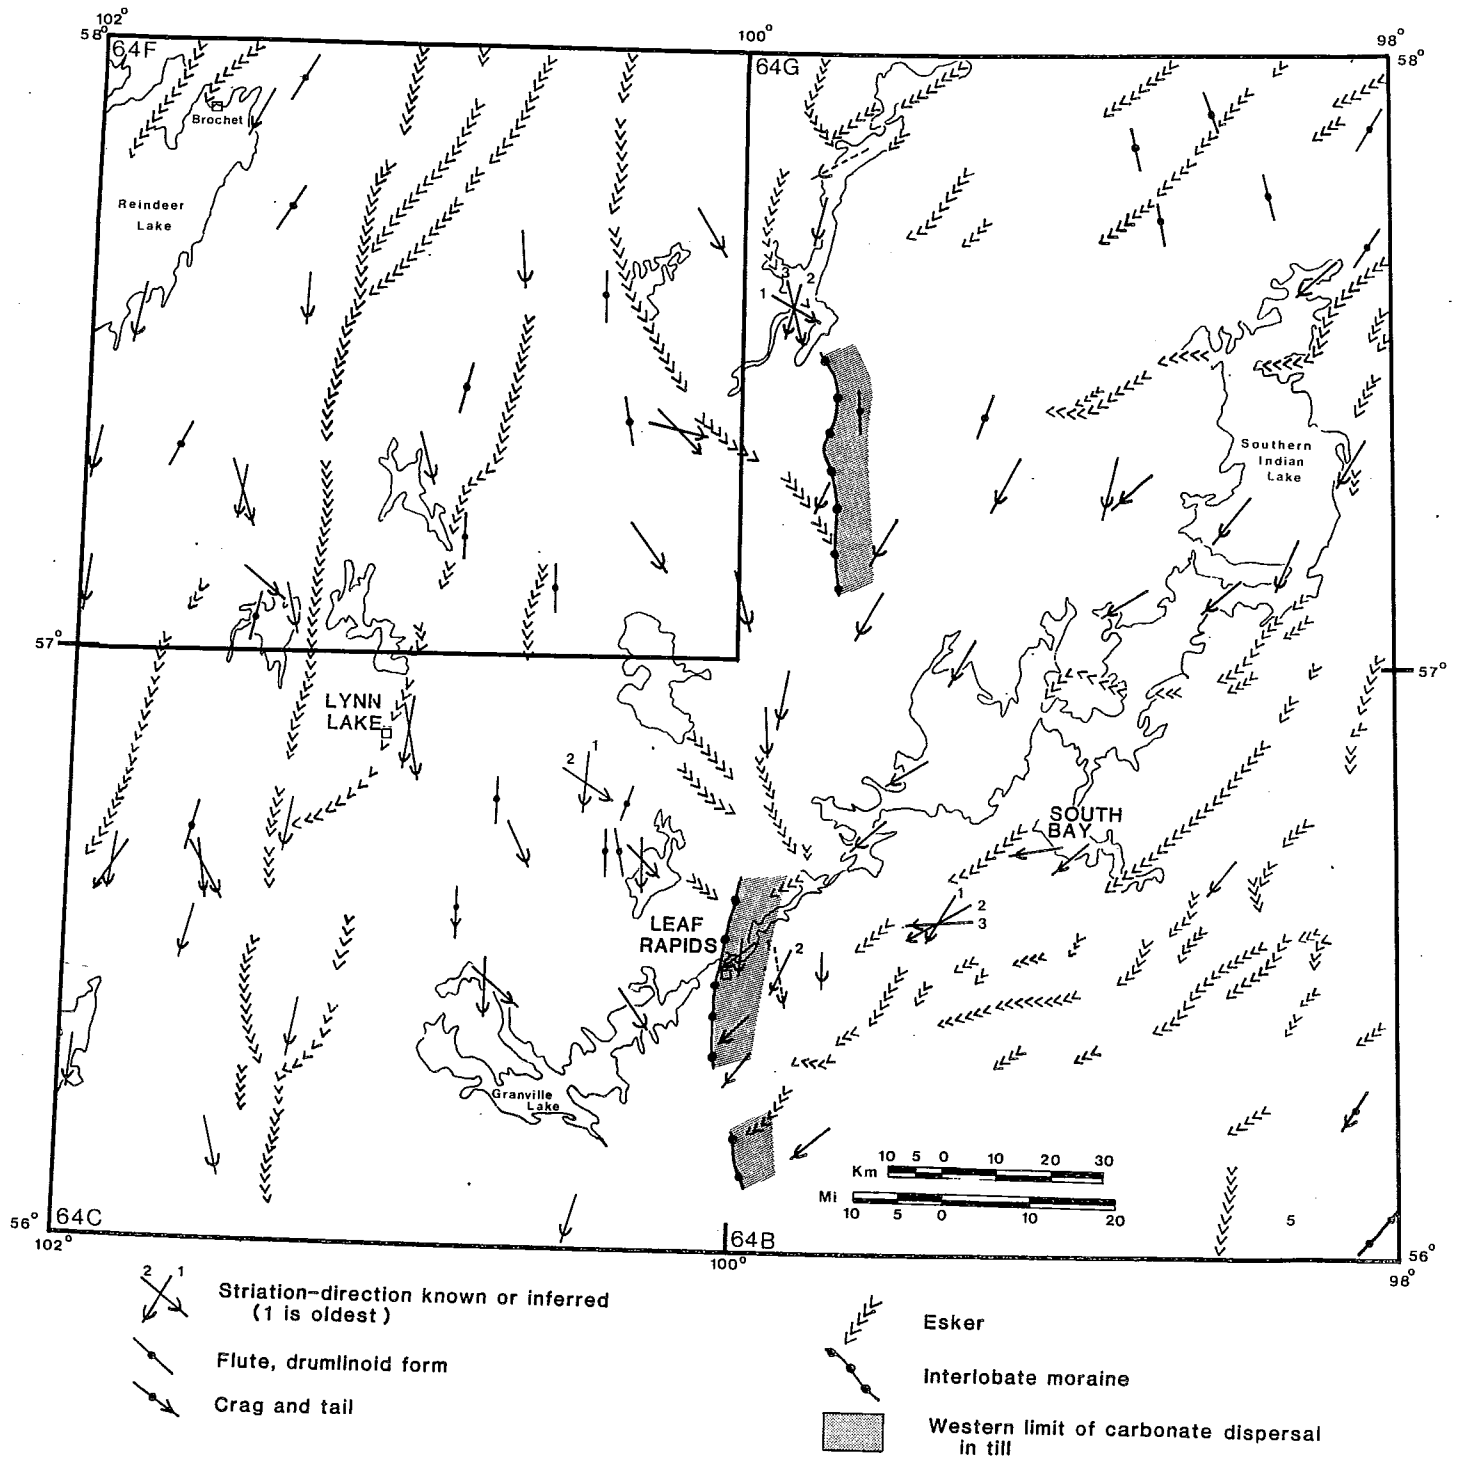 102°
58°
64F
100°
64G
98°
58°
Brochet
Reindeer
Lake
3
2
1
Southern
Indian
Lake
57°
57°
LYNN
LAKE
1
2
SOUTH
BAY
LEAF
RAPIDS
1
2
3
1
2
Granville
Lake
10 5 0 10 20 30
Km
Mi
10 5 0 10 20
5
56°
64C
102°
64B
100°
56°
98°
2 1
Striation-direction known or inferred
(1 is oldest)
Flute, drumlinoid form
Crag and tail
Esker
Interlobate moraine
Western limit of carbonate dispersal
in till